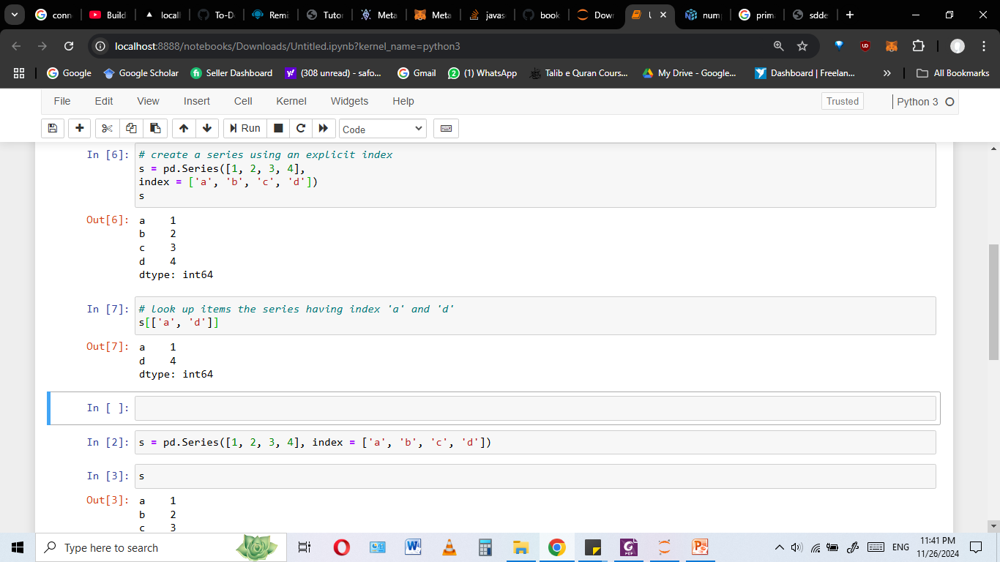 conn
Build
locall
To-D
Remi
Tutor
Meta
Meta
javas
book
Down
U
num
prim
sdde
localhost:8888/notebooks/Downloads/Untitled.ipynb?kernel_name=python3
Google
Google Scholar
Seller Dashboard
(308 unread) - safo...
Gmail
(1) WhatsApp
Talib e Quran Cours...
My Drive - Google...
Dashboard | Freelan...
»
All Bookmarks
File Edit View Insert Cell Kernel Widgets Help
Trusted
Python 3
Run
Code
In [6]: # create a series using an explicit index
s = pd.Series([1, 2, 3, 4],
index = ['a', 'b', 'c', 'd'])
s
Out[6]: a 1
b 2
c 3
d 4
dtype: int64
In [7]: # look up items the series having index 'a' and 'd'
s[['a', 'd']]
Out[7]: a 1
d 4
dtype: int64
In [ ]:
In [2]: s = pd.Series([1, 2, 3, 4], index = ['a', 'b', 'c', 'd'])
In [3]: s
Out[3]: a 1
b 2
c 3
Type here to search
ENG
11:41 PM
11/26/2024